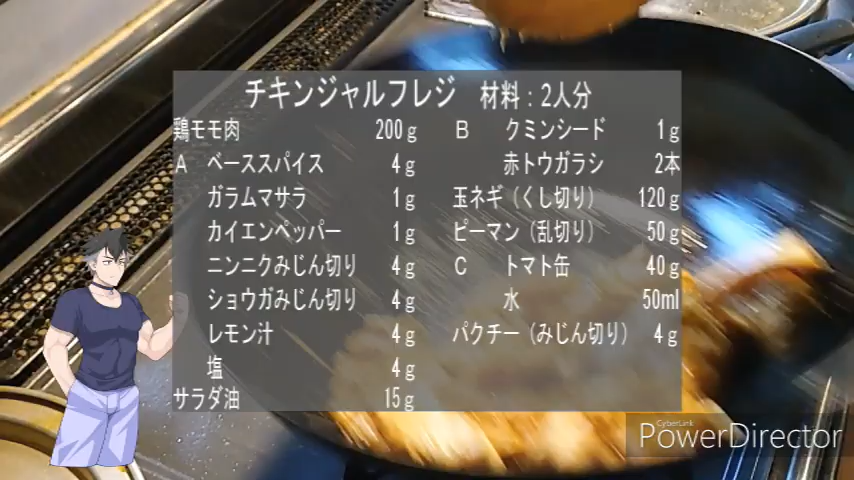 チキンジャルフレジ 材料：2人分
鶏モモ肉 200g
A ベーススパイス 4g
ガラムマサラ 1g
カイエンペッパー 1g
ニンニクみじん切り 4g
ショウガみじん切り 4g
レモン汁 4g
塩 4g
サラダ油 15g
B クミンシード 1g
赤トウガラシ 2本
玉ネギ（くし切り） 120g
ピーマン（乱切り） 50g
C トマト缶 40g
水 50ml
パクチー（みじん切り） 4g
CyberLink
PowerDirector